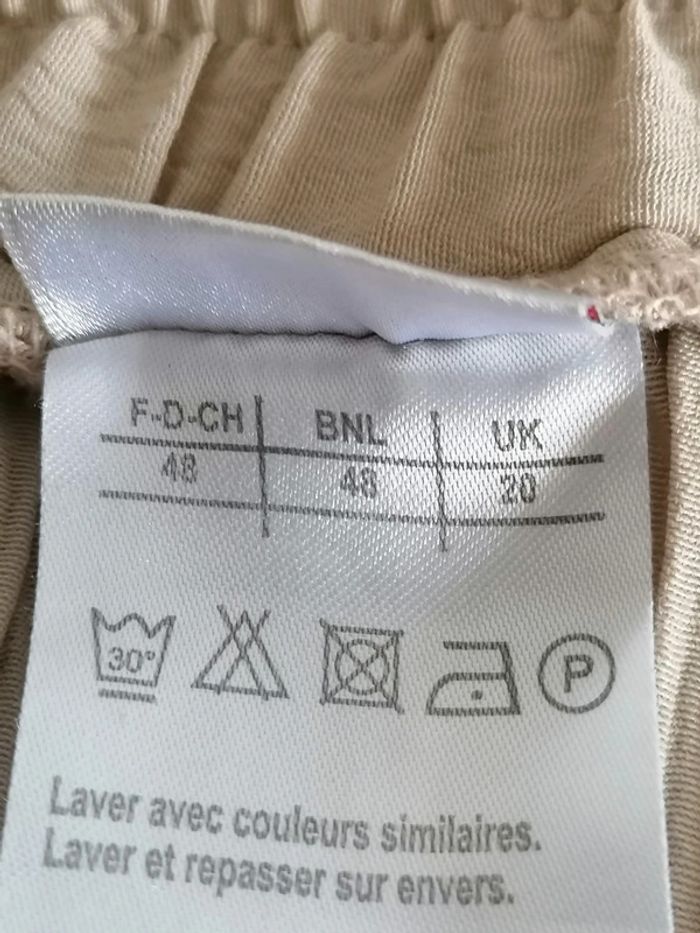 F-D-CH BNL UK
48 48 20
30° P
Laver avec couleurs similaires.
Laver et repasser sur envers.